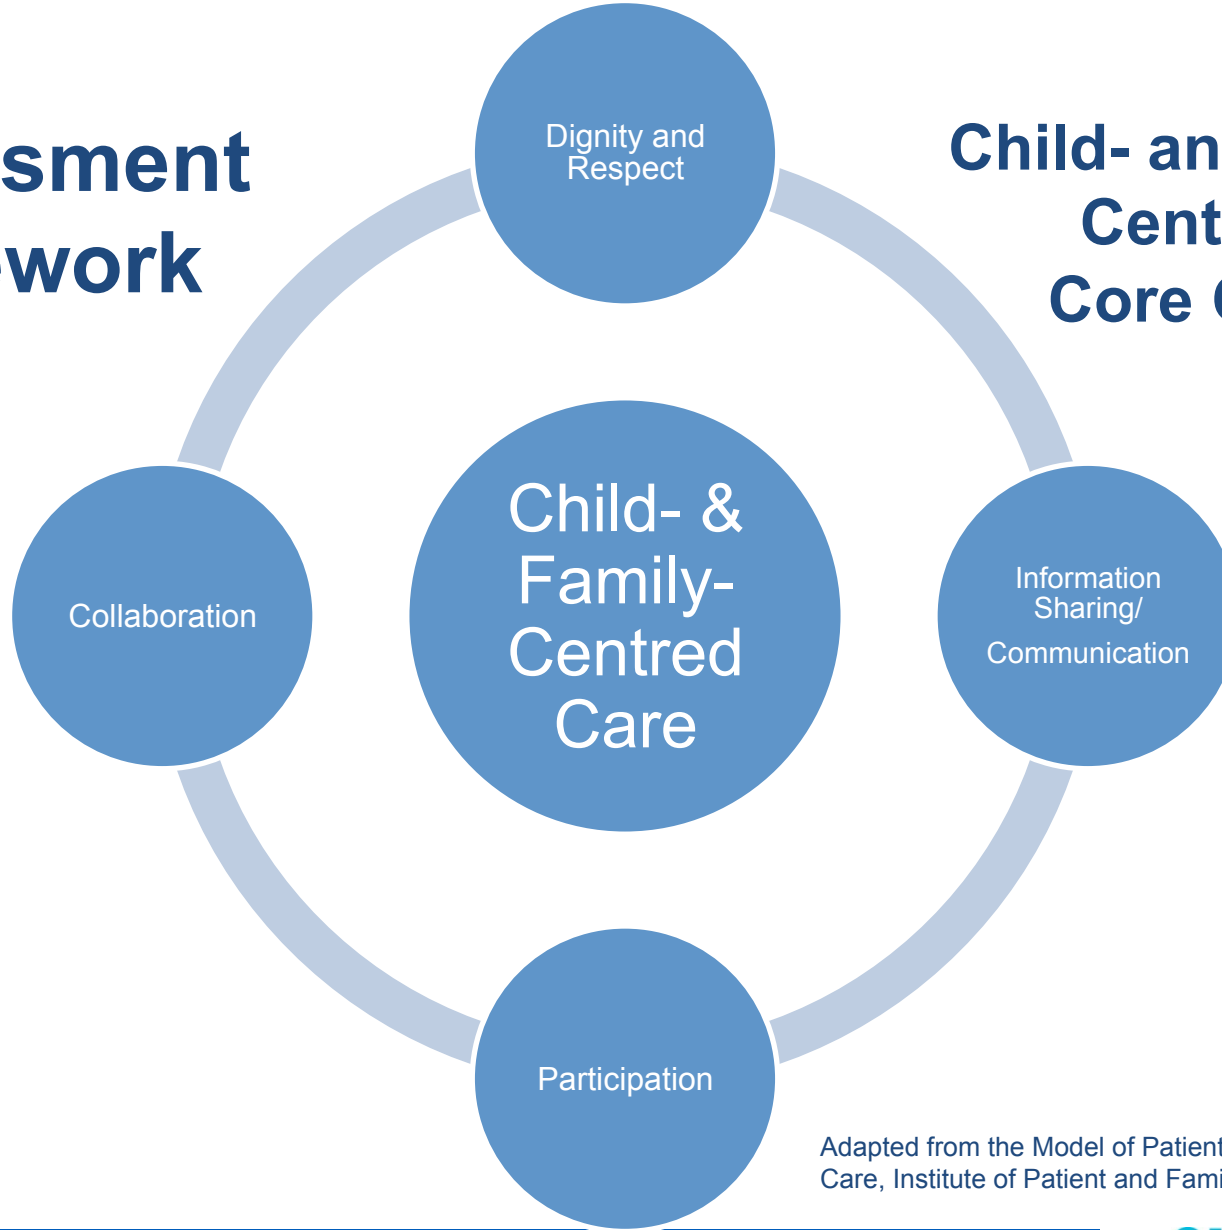 sment
work
Child- an
Cent
Core
Dignity and
Respect
Child- &
Family-
Centred
Care
Collaboration
Information
Sharing/
Communication
Participation
Adapted from the Model of Patient
Care, Institute of Patient and Fami